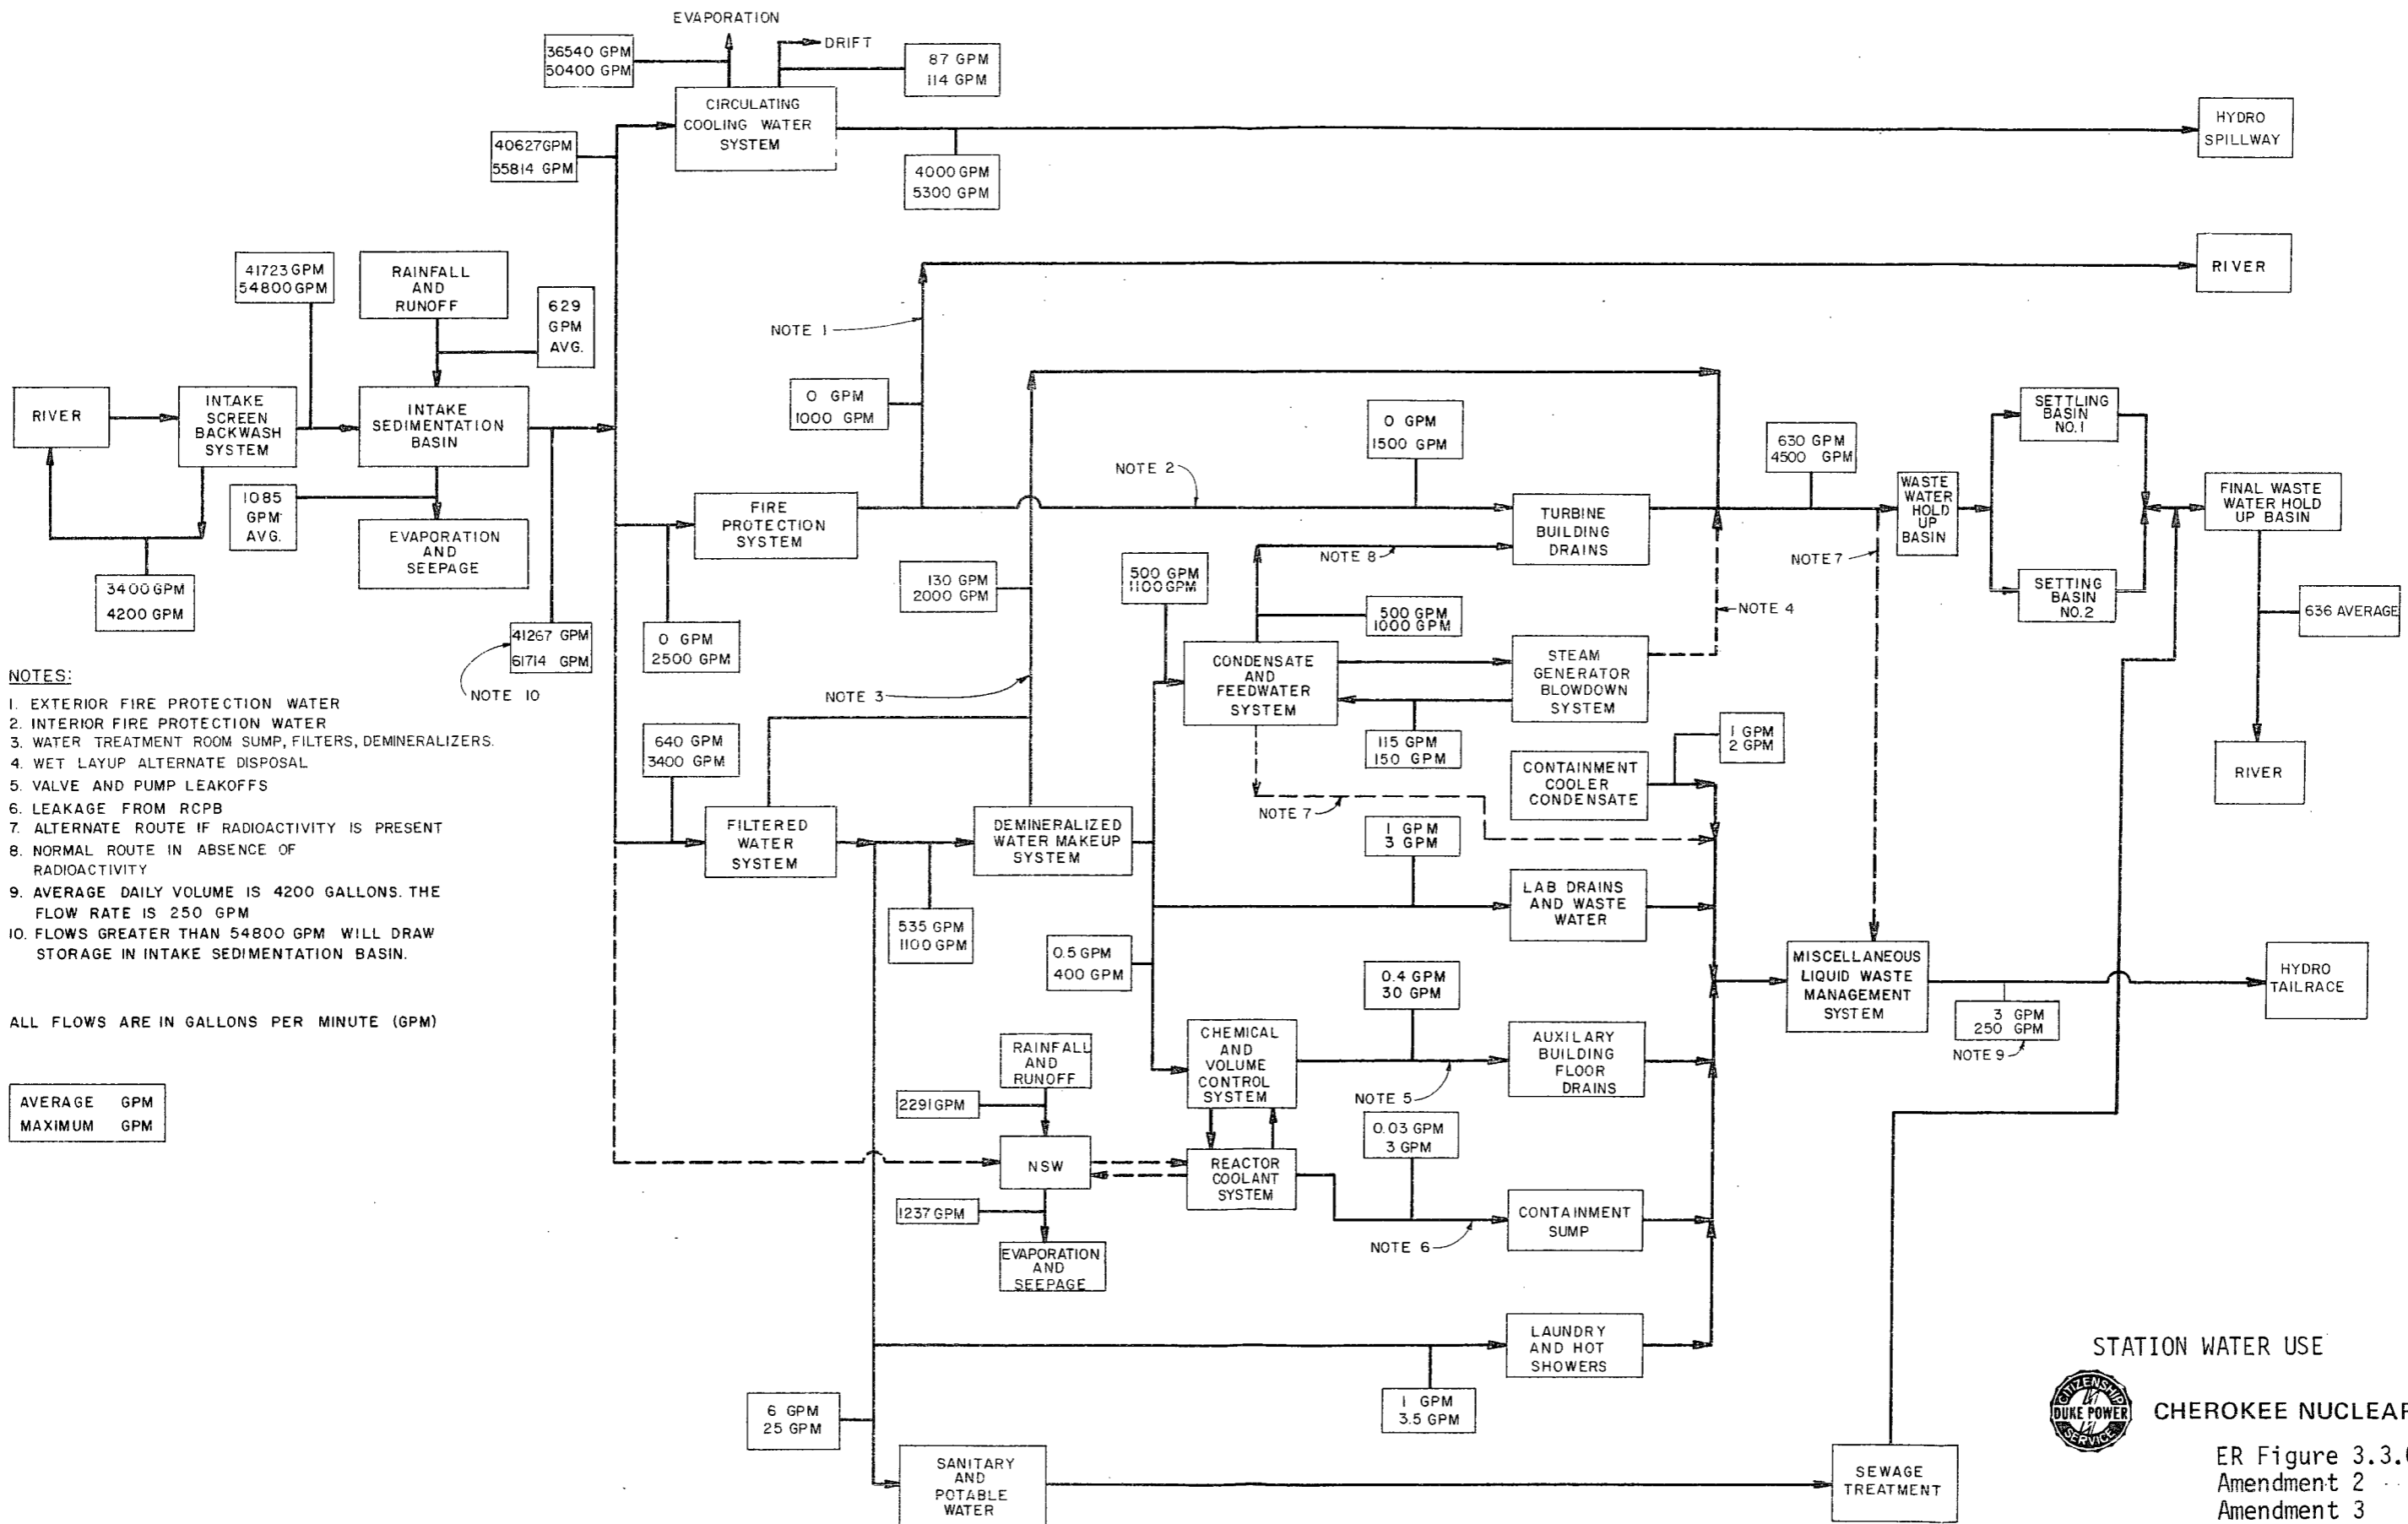 EVAPORATION
DRIFT
36540 GPM
50400 GPM
87 GPM
114 GPM
CIRCULATING
COOLING WATER
SYSTEM
HYDRO
SPILLWAY
40627GPM
55814 GPM
4000 GPM
5300 GPM
41723 GPM
54800 GPM
RAINFALL
AND
RUNOFF
629
GPM
AVG.
RIVER
NOTE 1
RIVER
INTAKE
SCREEN
BACKWASH
SYSTEM
INTAKE
SEDIMENTATION
BASIN
0 GPM
1000 GPM
0 GPM
1500 GPM
SETTLING
BASIN
NO.1
630 GPM
4500 GPM
NOTE 2
1085
GPM
AVG.
EVAPORATION
AND
SEEPAGE
FIRE
PROTECTION
SYSTEM
TURBINE
BUILDING
DRAINS
WASTE
WATER
HOLD
UP
BASIN
FINAL WASTE
WATER HOLD
UP BASIN
NOTE 8
NOTE 7
3400 GPM
4200 GPM
130 GPM
2000 GPM
500 GPM
1100 GPM
500 GPM
1000 GPM
NOTE 4
SETTING
BASIN
NO.2
636 AVERAGE
41267 GPM
61714 GPM
0 GPM
2500 GPM
CONDENSATE
AND
FEEDWATER
SYSTEM
STEAM
GENERATOR
BLOWDOWN
SYSTEM
NOTE 10
NOTE 3
NOTES:
1. EXTERIOR FIRE PROTECTION WATER
2. INTERIOR FIRE PROTECTION WATER
3. WATER TREATMENT ROOM SUMP, FILTERS, DEMINERALIZERS.
4. WET LAYUP ALTERNATE DISPOSAL
5. VALVE AND PUMP LEAKOFFS
6. LEAKAGE FROM RCPB
7. ALTERNATE ROUTE IF RADIOACTIVITY IS PRESENT
8. NORMAL ROUTE IN ABSENCE OF
RADIOACTIVITY
9. AVERAGE DAILY VOLUME IS 4200 GALLONS. THE
FLOW RATE IS 250 GPM
10. FLOWS GREATER THAN 54800 GPM WILL DRAW
STORAGE IN INTAKE SEDIMENTATION BASIN.
ALL FLOWS ARE IN GALLONS PER MINUTE (GPM)
AVERAGE GPM
MAXIMUM GPM
640 GPM
3400 GPM
115 GPM
150 GPM
1 GPM
2 GPM
CONTAINMENT
COOLER
CONDENSATE
RIVER
NOTE 7
FILTERED
WATER
SYSTEM
DEMINERALIZED
WATER MAKEUP
SYSTEM
1 GPM
3 GPM
LAB DRAINS
AND WASTE
WATER
535 GPM
1100 GPM
0.5 GPM
400 GPM
0.4 GPM
30 GPM
MISCELLANEOUS
LIQUID WASTE
MANAGEMENT
SYSTEM
HYDRO
TAILRACE
3 GPM
250 GPM
NOTE 9
RAINFALL
AND
RUNOFF
CHEMICAL
AND
VOLUME
CONTROL
SYSTEM
AUXILARY
BUILDING
FLOOR
DRAINS
NOTE 5
2291 GPM
0.03 GPM
3 GPM
NSW
REACTOR
COOLANT
SYSTEM
1237 GPM
CONTAINMENT
SUMP
NOTE 6
EVAPORATION
AND
SEEPAGE
LAUNDRY
AND HOT
SHOWERS
6 GPM
25 GPM
1 GPM
3.5 GPM
SANITARY
AND
POTABLE
WATER
SEWAGE
TREATMENT
STATION WATER USE
CITIZENSHIP
DUKE POWER
SERVICE
CHEROKEE NUCLEAR
ER Figure 3.3.0
Amendment 2
Amendment 3